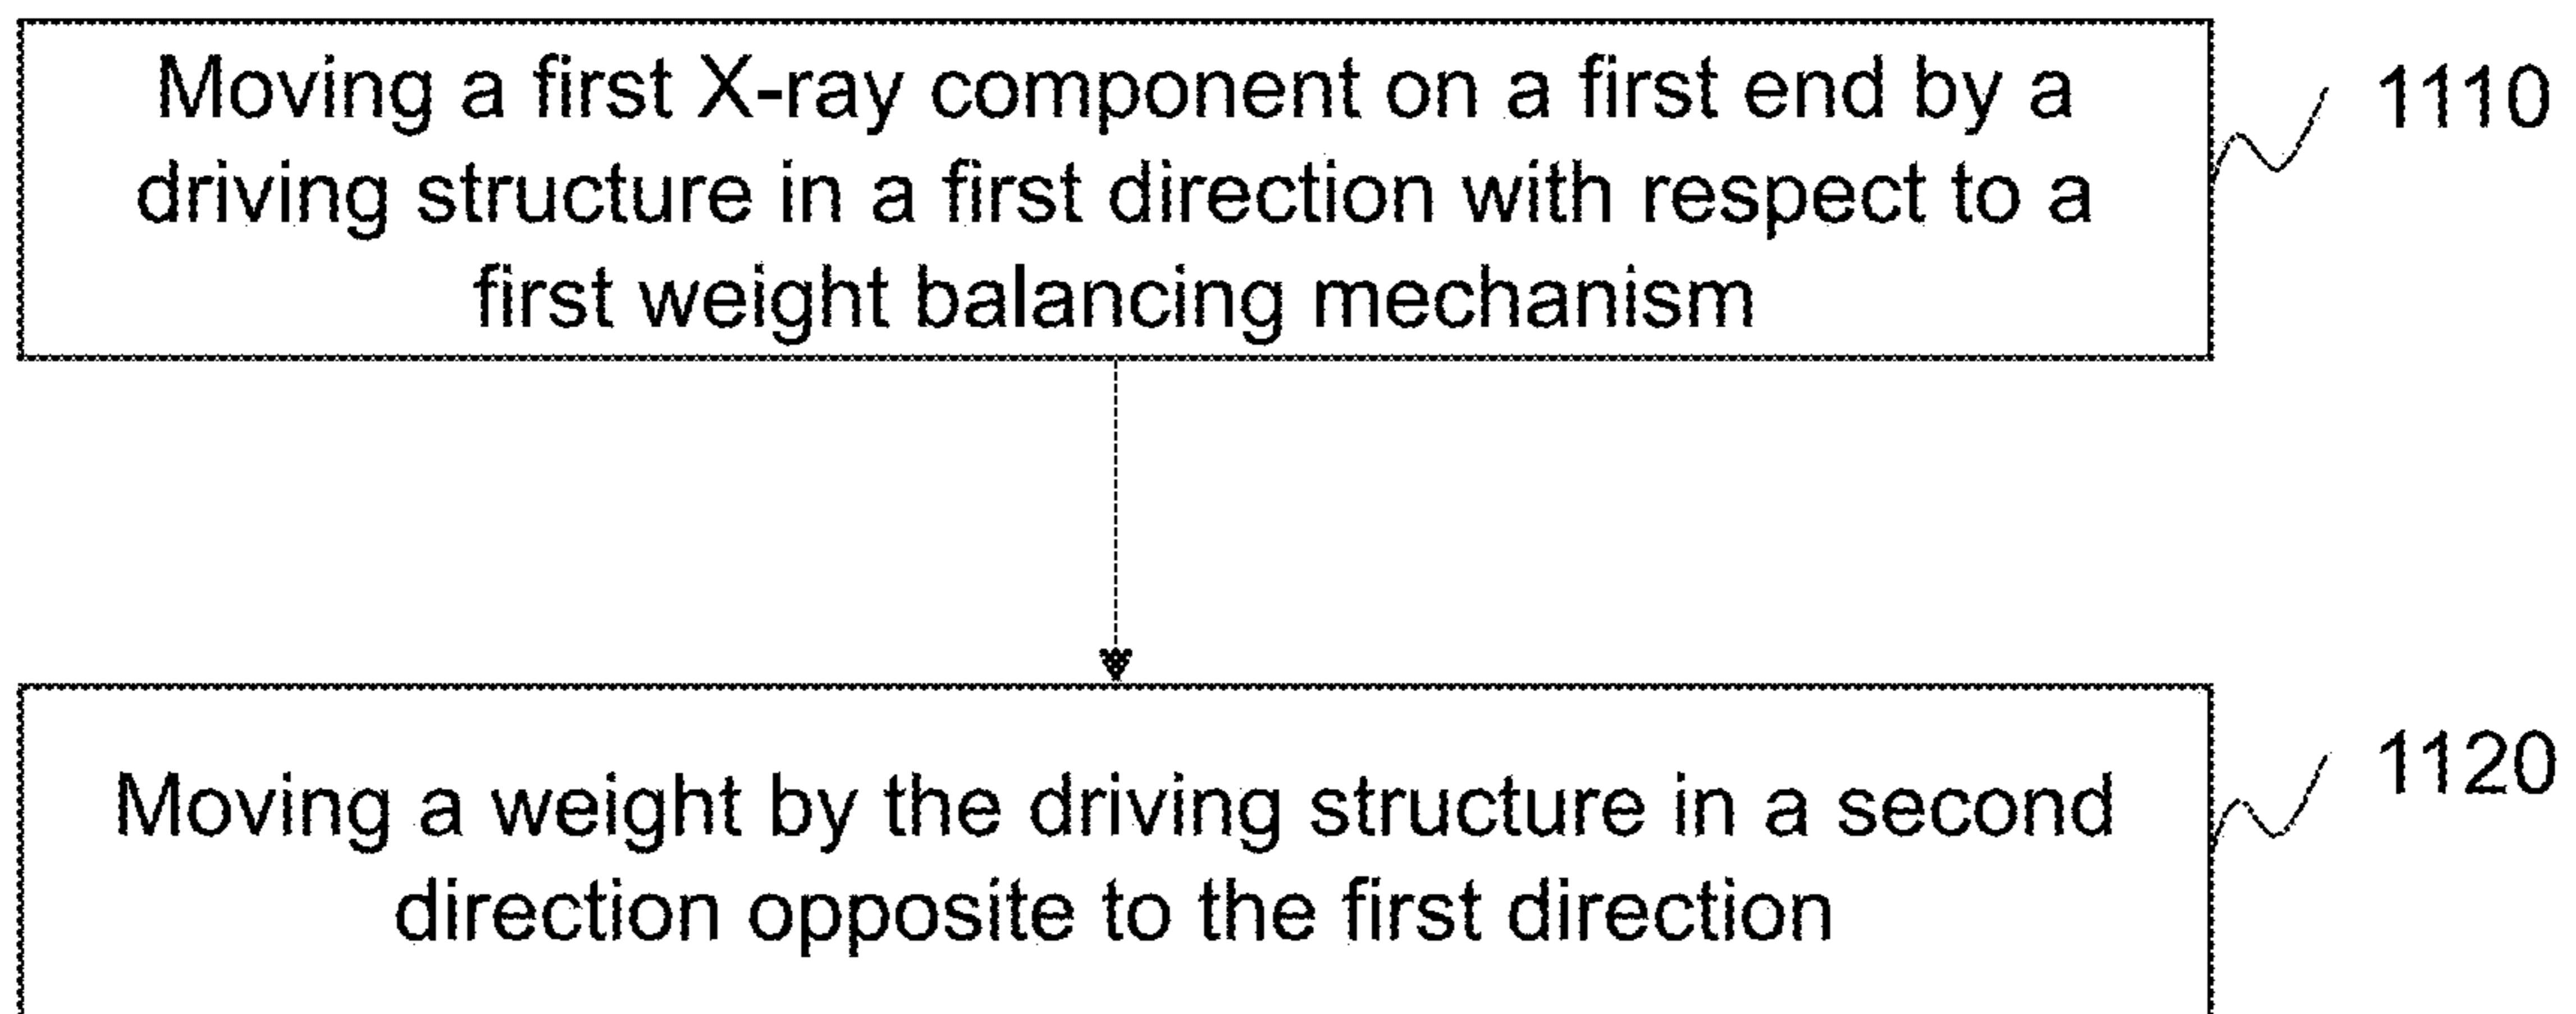 Moving a first X-ray component on a first end by a
driving structure in a first direction with respect to a
first weight balancing mechanism
1110
Moving a weight by the driving structure in a second
direction opposite to the first direction
1120